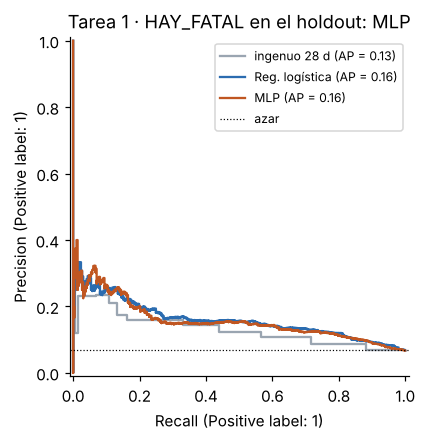 Tarea 1 · HAY_FATAL en el holdout: MLP
ingenuo 28 d (AP = 0.13)
Reg. logística (AP = 0.16)
MLP (AP = 0.16)
azar
Precision (Positive label: 1)
1.0
0.8
0.6
0.4
0.2
0.0
0.0 0.2 0.4 0.6 0.8 1.0
Recall (Positive label: 1)